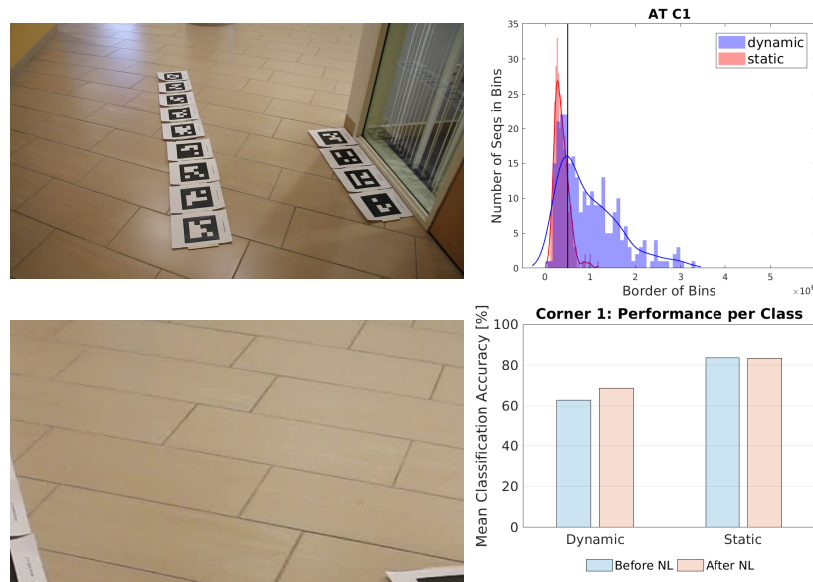 AT C1
35
30
25
20
15
10
5
0
Number of Seqs in Bins
dynamic
static
0 1 2 3 4 5
Border of Bins
Corner 1: Performance per Class
100
80
60
40
20
0
Mean Classification Accuracy [%]
Dynamic Static
Before NL After NL